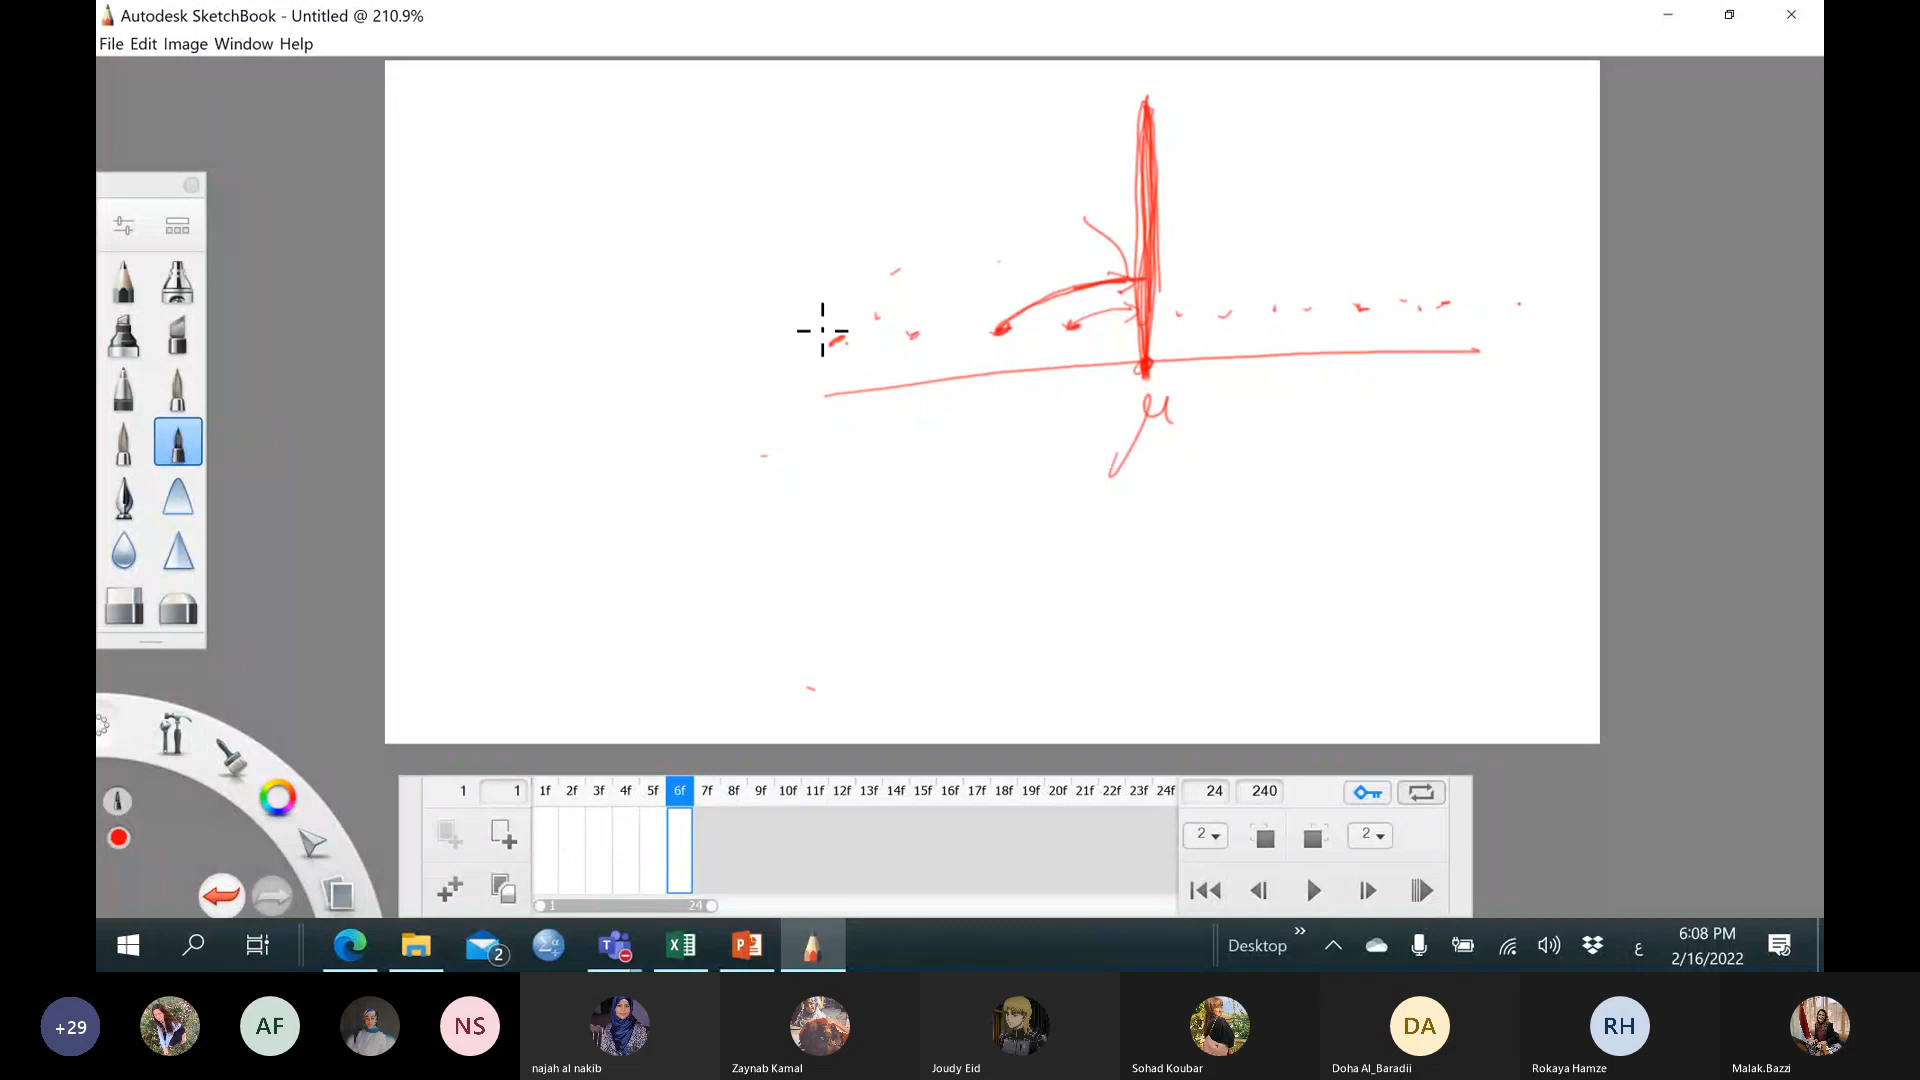 Autodesk SketchBook - Untitled @ 210.9%
File Edit Image Window Help
μ
1 1 1f 2f 3f 4f 5f 6f 7f 8f 9f 10f 11f 12f 13f 14f 15f 16f 17f 18f 19f 20f 21f 22f 23f 24f 24 240
2 2
1 24
2
Desktop
ع
6:08 PM
2/16/2022
+29
AF
NS
DA
RH
najah al nakib
Zaynab Kamal
Joudy Eid
Sohad Koubar
Doha Al_Baradii
Rokaya Hamze
Malak.Bazzi